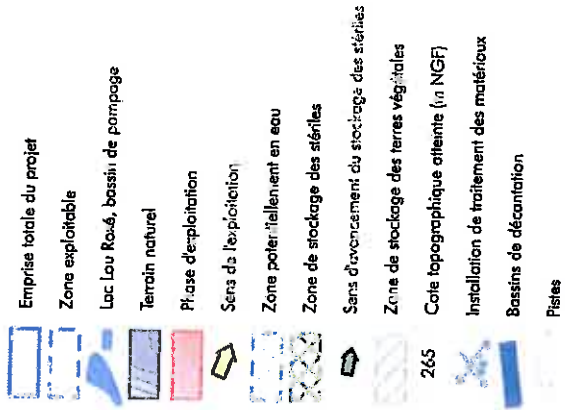 Emprise totale du projet
Zone exploitable
Lac Lou Roxé, bassin de pompage
Terrain naturel
Phase d'exploitation
Sens de l'exploitation
Zone potentiellement en eau
Zone de stockage des stériles
Sens d'avancement du stockage des stériles
Zone de stockage des terres végétales
265 Cote topographique atteinte (m NGF)
Installation de traitement des matériaux
Bassins de décantation
Pistes